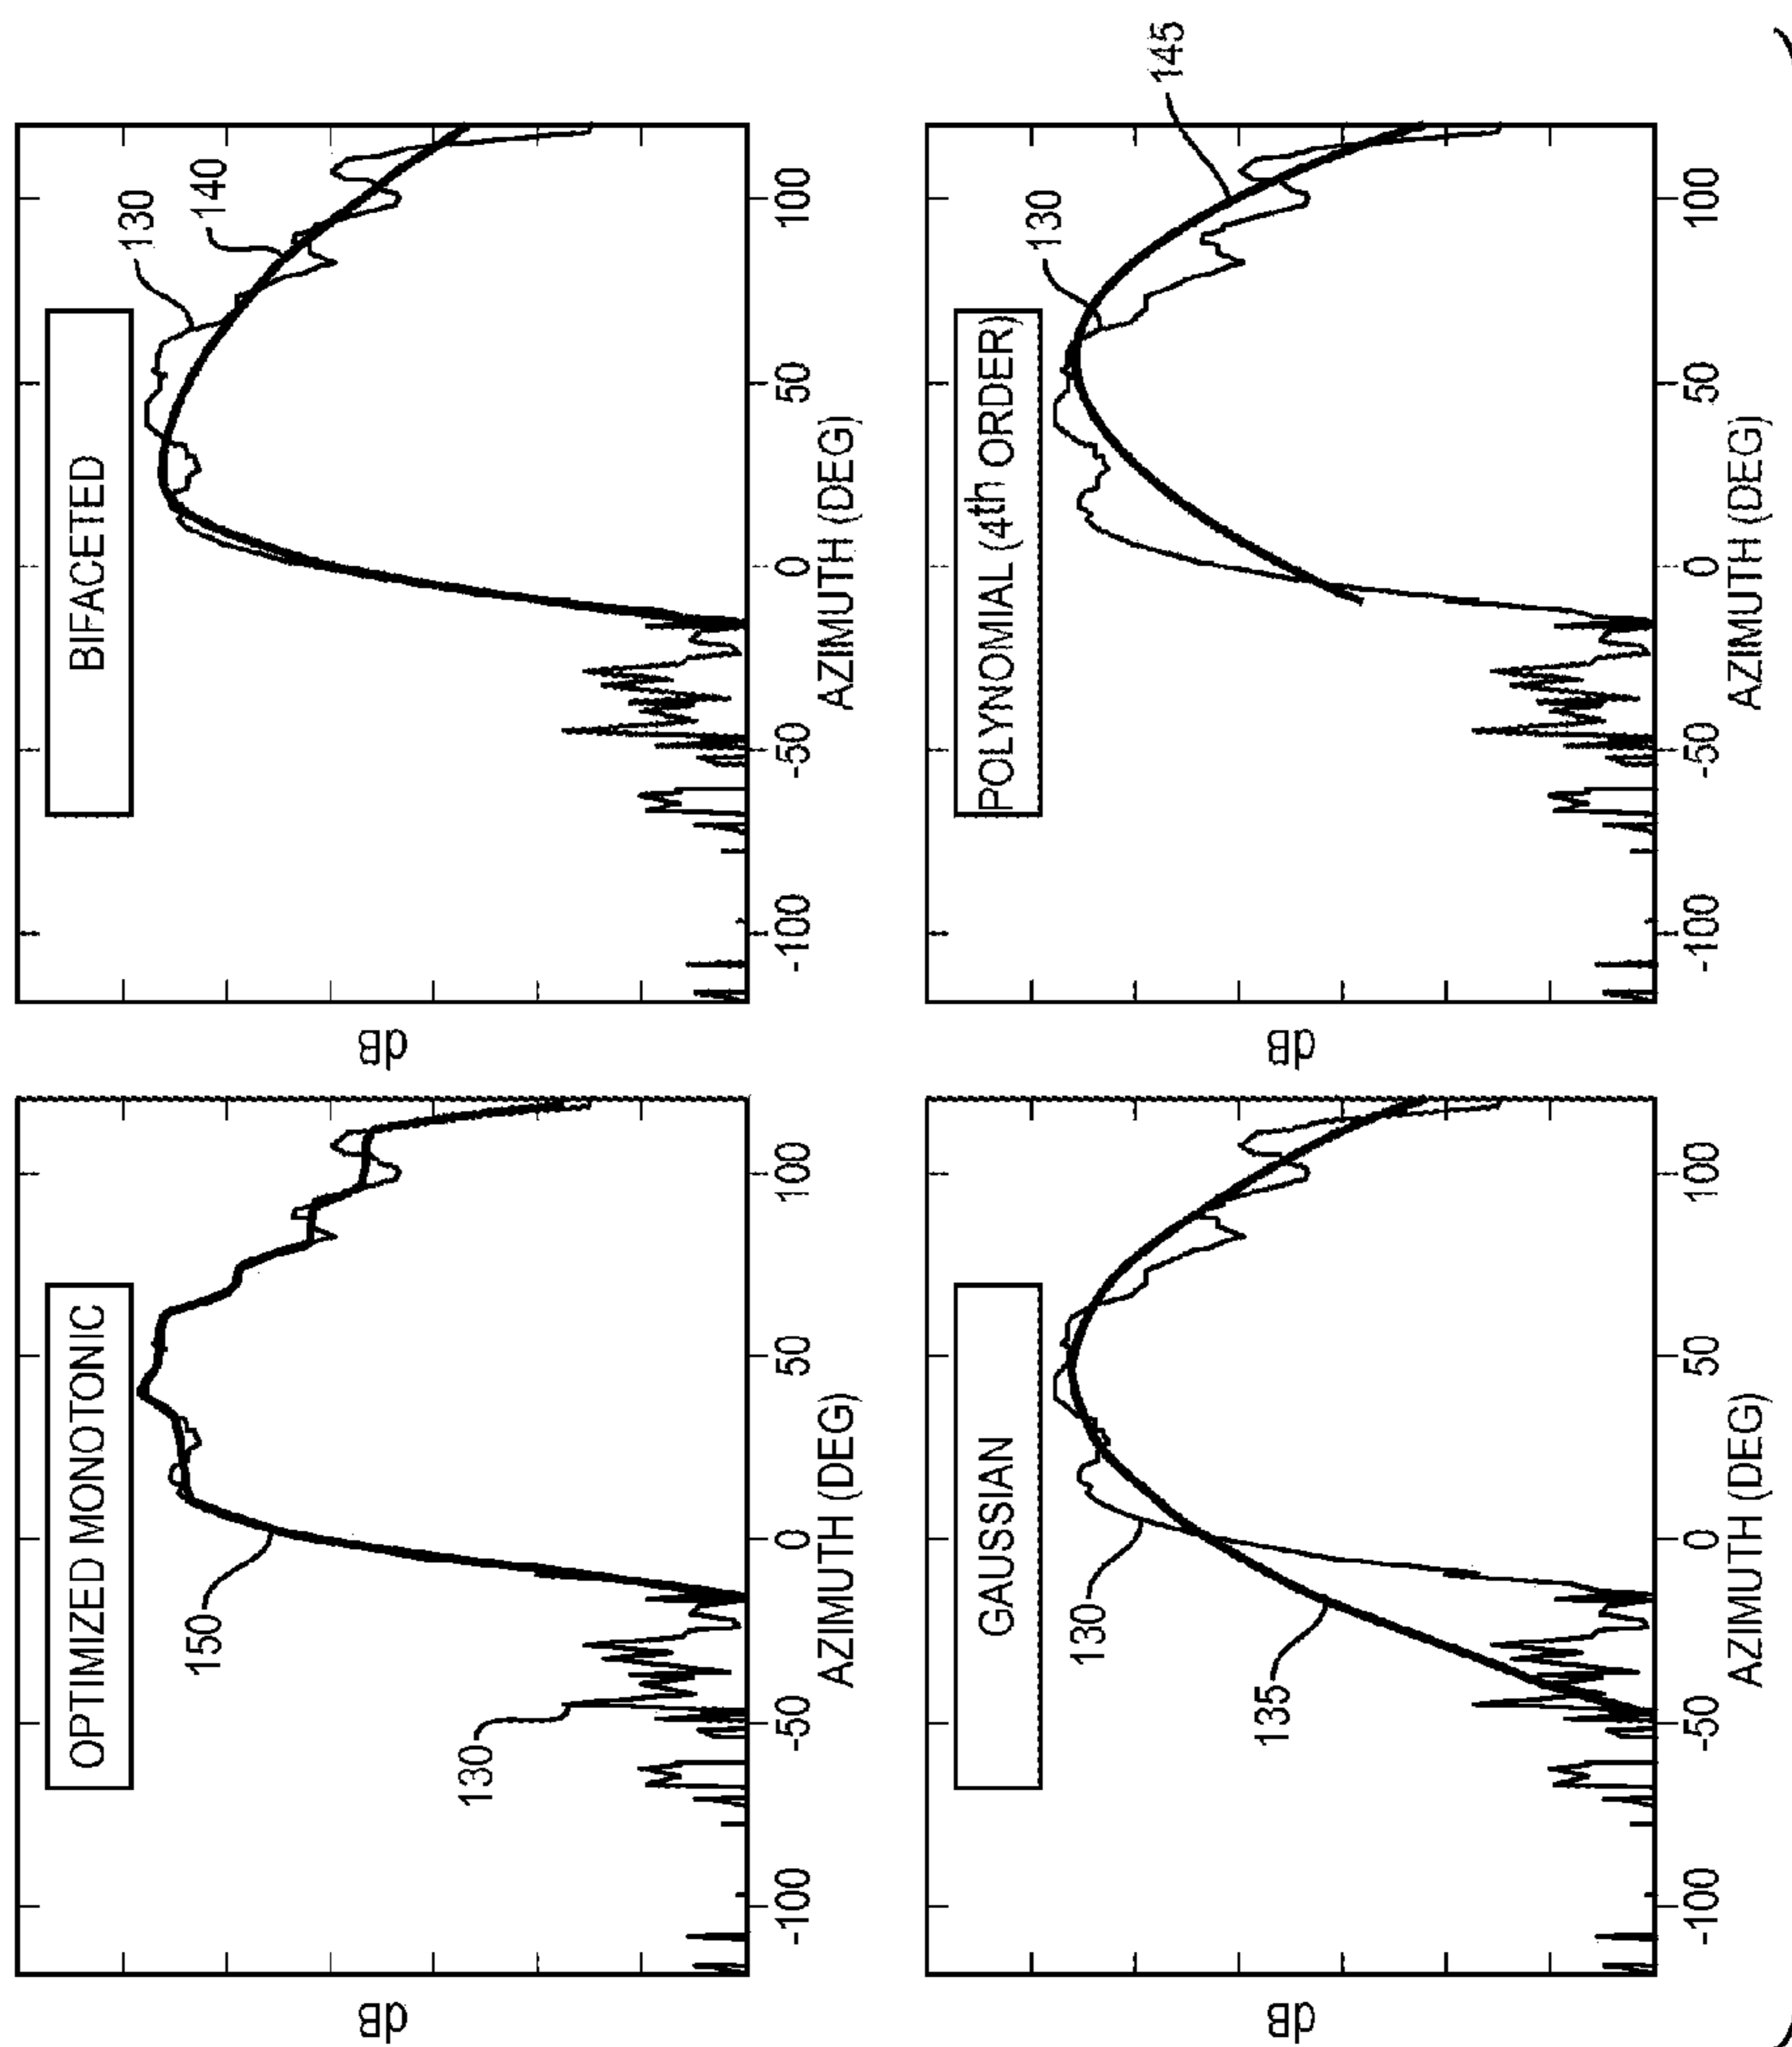 OPTIMIZED MONOTONIC
150
130
dB
-100 -50 0 50 100
AZIMUTH (DEG)
BIFACETED
130
140
dB
-100 -50 0 50 100
AZIMUTH (DEG)
GAUSSIAN
130
135
dB
-100 -50 0 50 100
AZIMUTH (DEG)
POLYNOMIAL (4th ORDER)
130
145
dB
-100 -50 0 50 100
AZIMUTH (DEG)